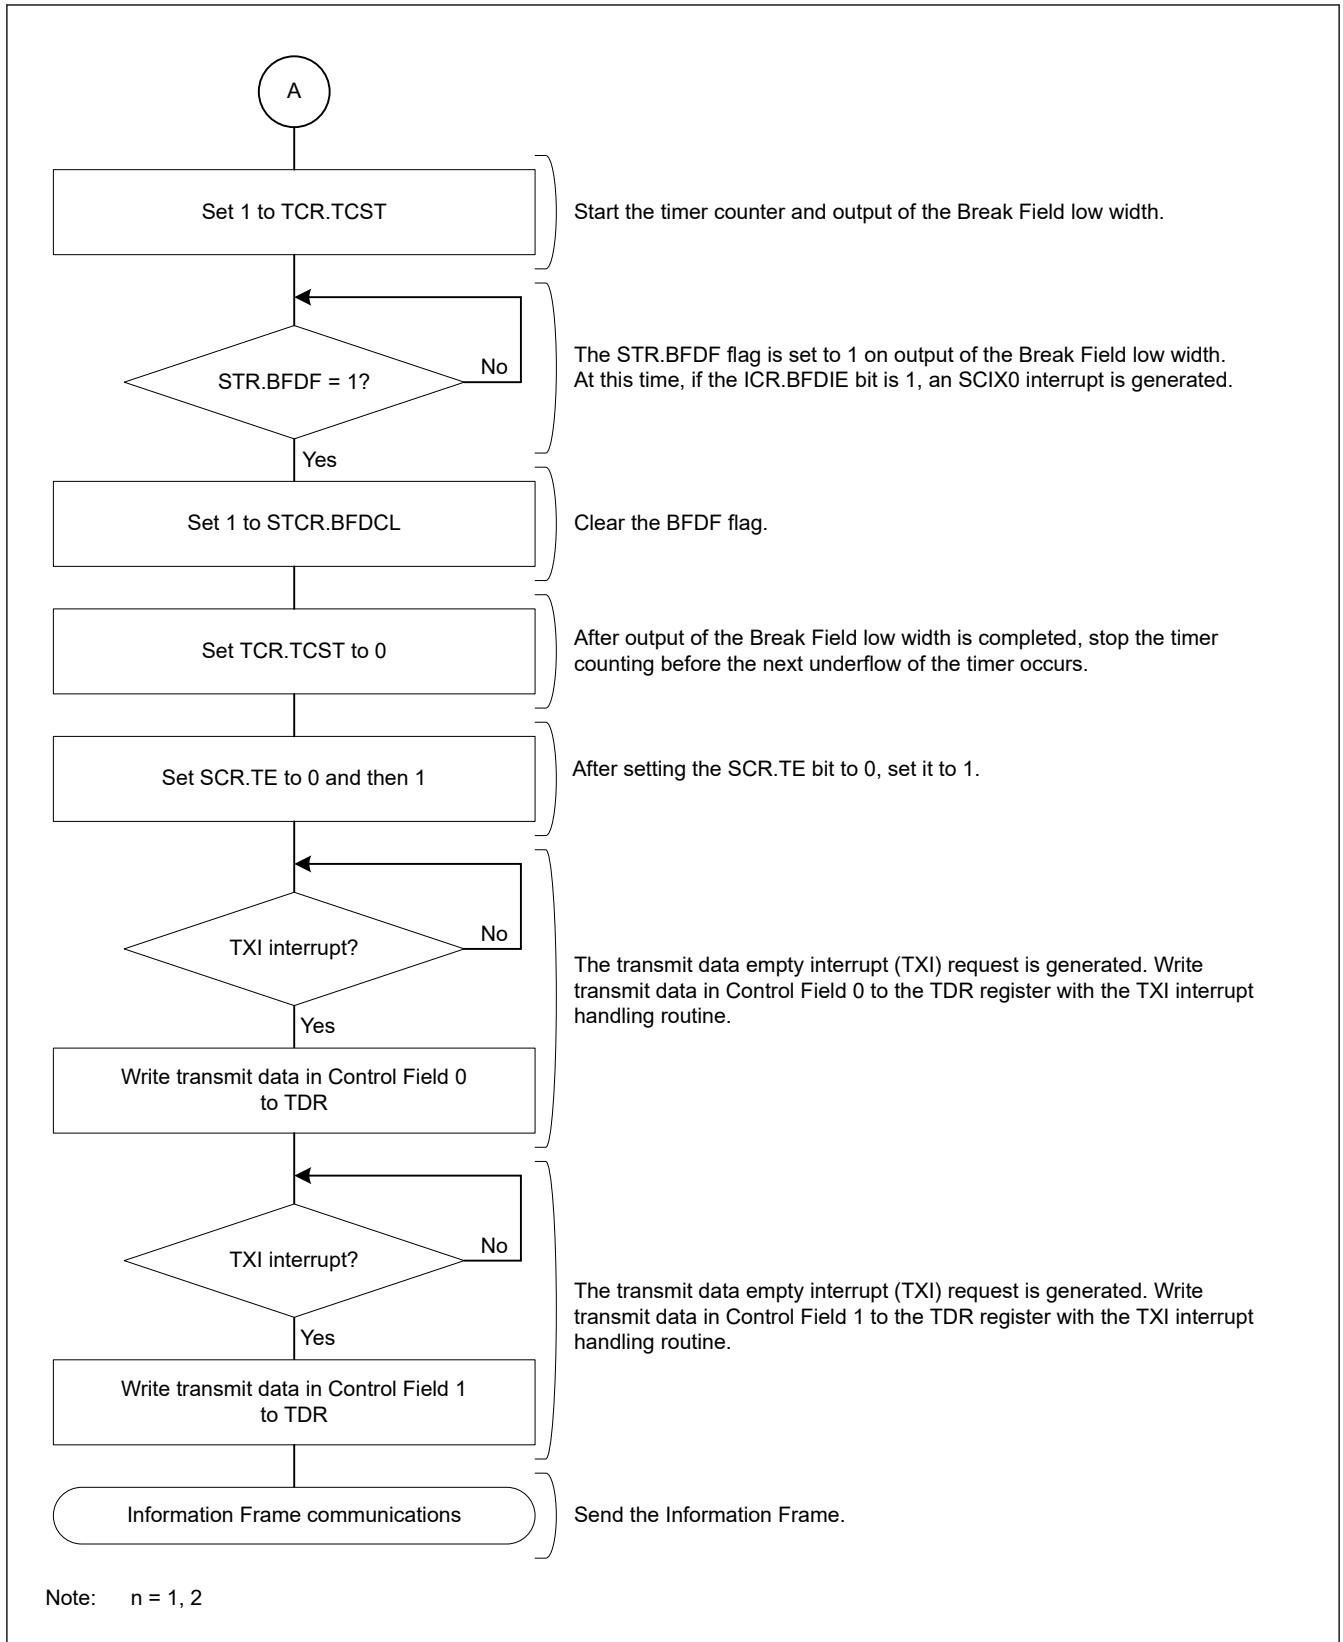 A
Set 1 to TCR.TCST
Start the timer counter and output of the Break Field low width.
STR.BFDF = 1?
No
The STR.BFDF flag is set to 1 on output of the Break Field low width.
At this time, if the ICR.BFDIE bit is 1, an SCIX0 interrupt is generated.
Yes
Set 1 to STCR.BFDCL
Clear the BFDF flag.
Set TCR.TCST to 0
After output of the Break Field low width is completed, stop the timer
counting before the next underflow of the timer occurs.
Set SCR.TE to 0 and then 1
After setting the SCR.TE bit to 0, set it to 1.
TXI interrupt?
No
The transmit data empty interrupt (TXI) request is generated. Write
transmit data in Control Field 0 to the TDR register with the TXI interrupt
handling routine.
Yes
Write transmit data in Control Field 0
to TDR
TXI interrupt?
No
The transmit data empty interrupt (TXI) request is generated. Write
transmit data in Control Field 1 to the TDR register with the TXI interrupt
handling routine.
Yes
Write transmit data in Control Field 1
to TDR
Information Frame communications
Send the Information Frame.
Note: n = 1, 2